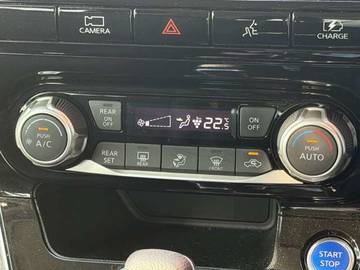 CAMERA
CHARGE
REAR
ON
OFF
22.5°C
ON
OFF
PUSH
A/C
PUSH
AUTO
REAR
SET
REAR
FRONT
START
STOP